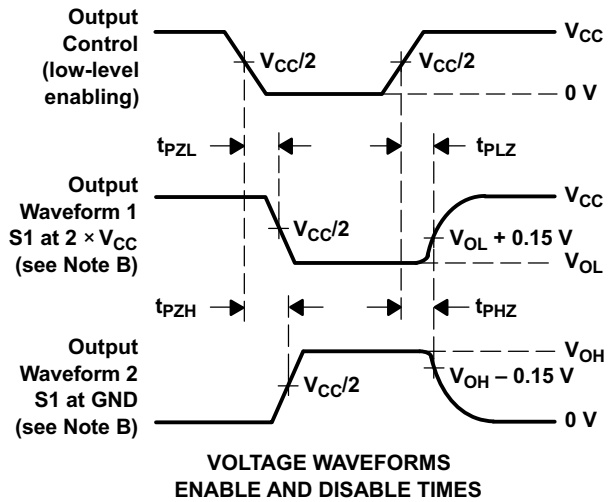 Output
Control
(low-level
enabling)
VCC
VCC/2
VCC/2
0 V
tPZL
tPLZ
Output
Waveform 1
S1 at 2 × VCC
(see Note B)
VCC
VCC/2
VOL + 0.15 V
VOL
tPZH
tPHZ
Output
Waveform 2
S1 at GND
(see Note B)
VOH
VCC/2
VOH – 0.15 V
0 V
VOLTAGE WAVEFORMS
ENABLE AND DISABLE TIMES